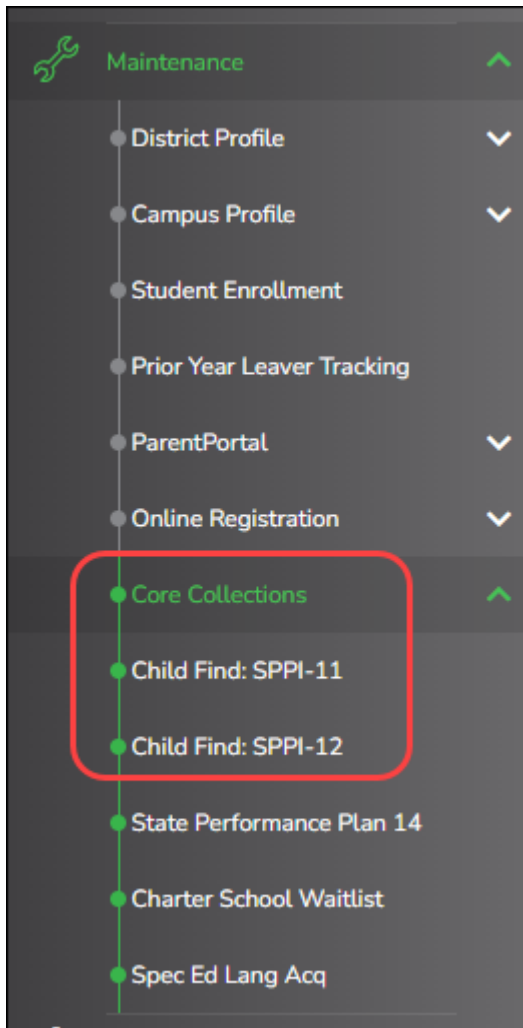 Maintenance
District Profile
Campus Profile
Student Enrollment
Prior Year Leaver Tracking
ParentPortal
Online Registration
Core Collections
Child Find: SPPI-11
Child Find: SPPI-12
State Performance Plan 14
Charter School Waitlist
Spec Ed Lang Acq